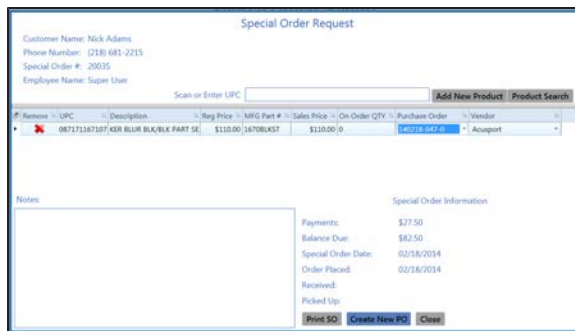 Special Order Request
Customer Name: Nick Adams
Phone Number: (218) 681-2215
Special Order #: 20035
Employee Name: Super User
Scan or Enter UPC Add New Product Product Search
Remove UPC Description Reg Price MFG Part # Sales Price On Order QTY Purchase Order Vendor
087171167107 KER BLUR BLK/BLK PART SE $110.00 1670BLKST $110.00 0 140218-047-0 Acusport
Notes: Special Order Information
Payments: $27.50
Balance Due: $82.50
Special Order Date: 02/18/2014
Order Placed: 02/18/2014
Received:
Picked Up:
Print SO Create New PO Close